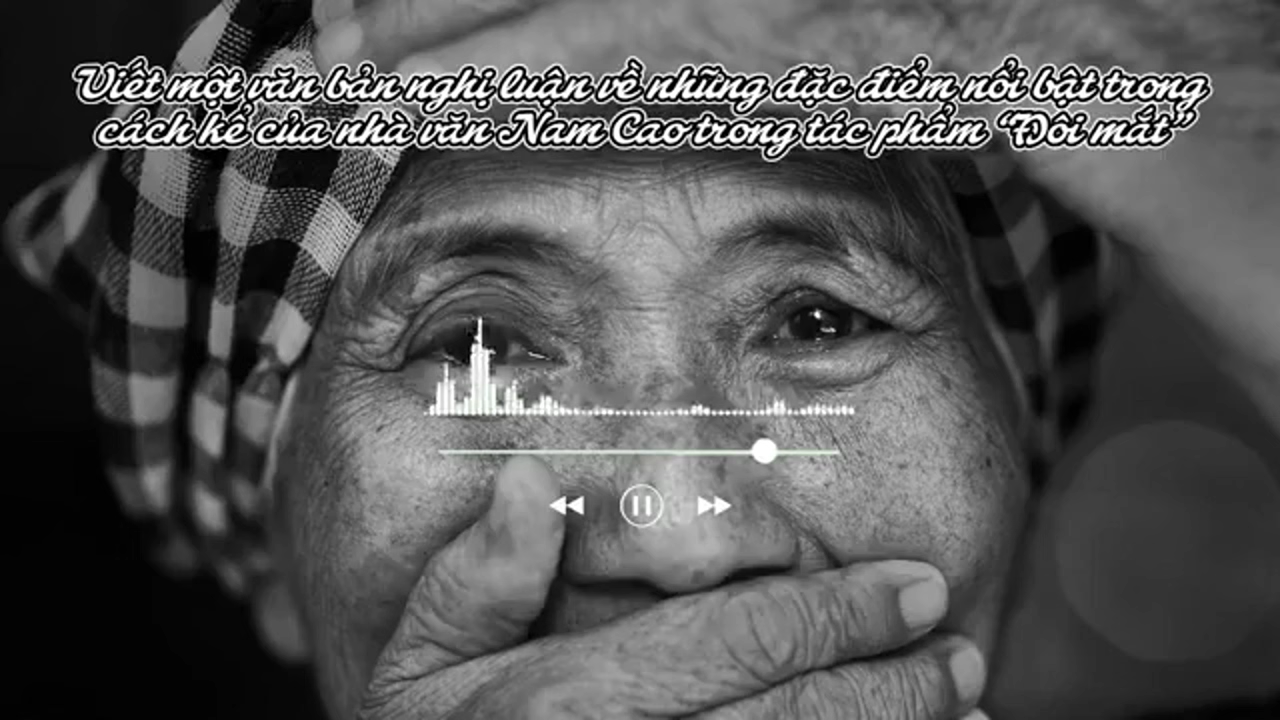 Viết một văn bản nghị luận về những đặc điểm nổi bật trong
cách kể của nhà văn Nam Cao trong tác phẩm “Đôi mắt”